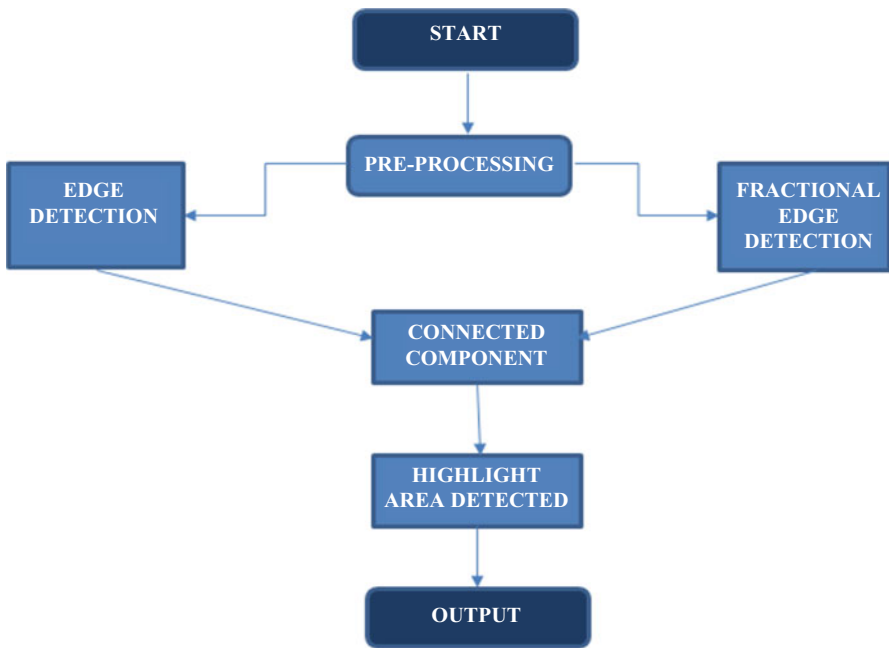 START
PRE-PROCESSING
EDGE
DETECTION
FRACTIONAL
EDGE
DETECTION
CONNECTED
COMPONENT
HIGHLIGHT
AREA DETECTED
OUTPUT